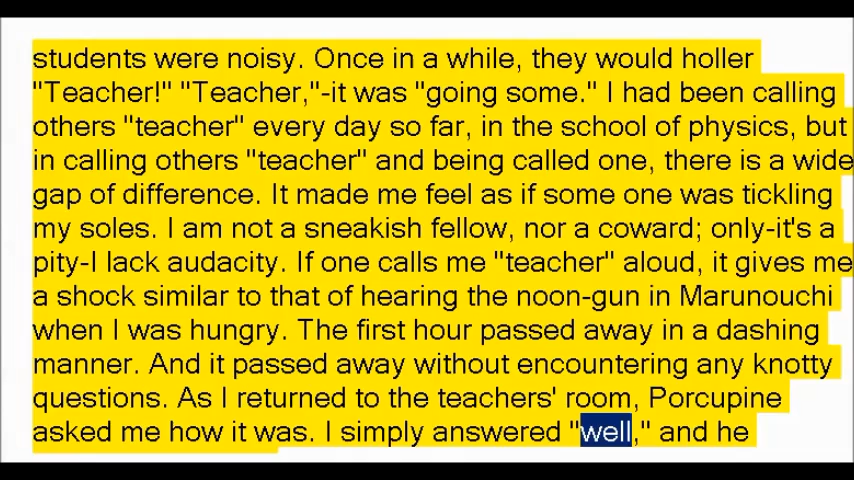 students were noisy. Once in a while, they would holler
"Teacher!" "Teacher,"-it was "going some." I had been calling
others "teacher" every day so far, in the school of physics, but
in calling others "teacher" and being called one, there is a wide
gap of difference. It made me feel as if some one was tickling
my soles. I am not a sneakish fellow, nor a coward; only-it's a
pity-I lack audacity. If one calls me "teacher" aloud, it gives me
a shock similar to that of hearing the noon-gun in Marunouchi
when I was hungry. The first hour passed away in a dashing
manner. And it passed away without encountering any knotty
questions. As I returned to the teachers' room, Porcupine
asked me how it was. I simply answered "well," and he